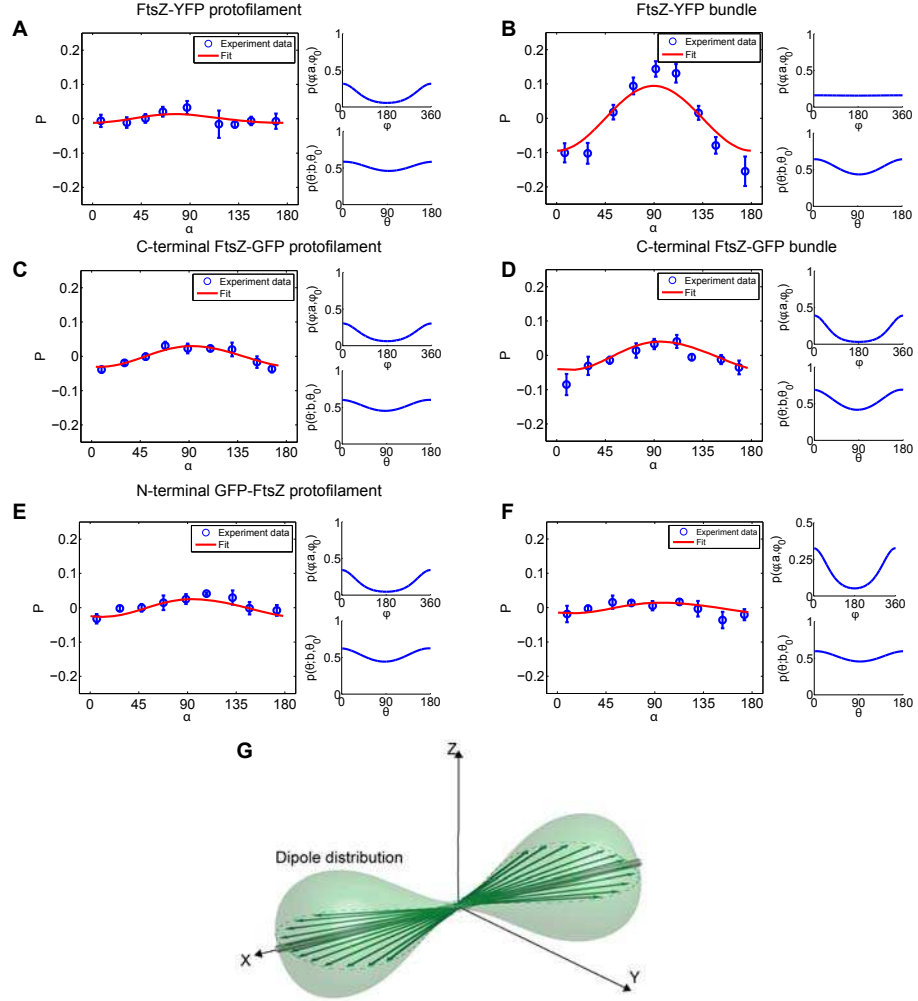 FtsZ-YFP protofilament
A
0.2
0.1
0
−0.1
−0.2
P
0 45 90 135 180
α
Experiment data
Fit
1
0.5
0
p(φ;a,φ0)
0 180 360
φ
1
0.5
0
p(θ;b,θ0)
0 90 180
θ
FtsZ-YFP bundle
B
0.2
0.1
0
−0.1
−0.2
P
0 45 90 135 180
α
Experiment data
Fit
1
0.5
0
p(φ;a,φ0)
0 180 360
φ
1
0.5
0
p(θ;b,θ0)
0 90 180
θ
C-terminal FtsZ-GFP protofilament
C
0.2
0.1
0
−0.1
−0.2
P
0 45 90 135 180
α
Experiment data
Fit
1
0.5
0
p(φ;a,φ0)
0 180 360
φ
1
0.5
0
p(θ;b,θ0)
0 90 180
θ
C-terminal FtsZ-GFP bundle
D
0.2
0.1
0
−0.1
−0.2
P
0 45 90 135 180
α
Experiment data
Fit
1
0.5
0
p(φ;a,φ0)
0 180 360
φ
1
0.5
0
p(θ;b,θ0)
0 90 180
θ
N-terminal GFP-FtsZ protofilament
E
0.2
0.1
0
−0.1
−0.2
P
0 45 90 135 180
α
Experiment data
Fit
1
0.5
0
p(φ;a,φ0)
0 180 360
φ
1
0.5
0
p(θ;b,θ0)
0 90 180
θ
F
0.2
0.1
0
−0.1
−0.2
P
0 45 90 135 180
α
Experiment data
Fit
0.5
0.25
0
p(φ;a,φ0)
0 180 360
φ
1
0.5
0
p(θ;b,θ0)
0 90 180
θ
G
Z
Dipole distribution
X
Y